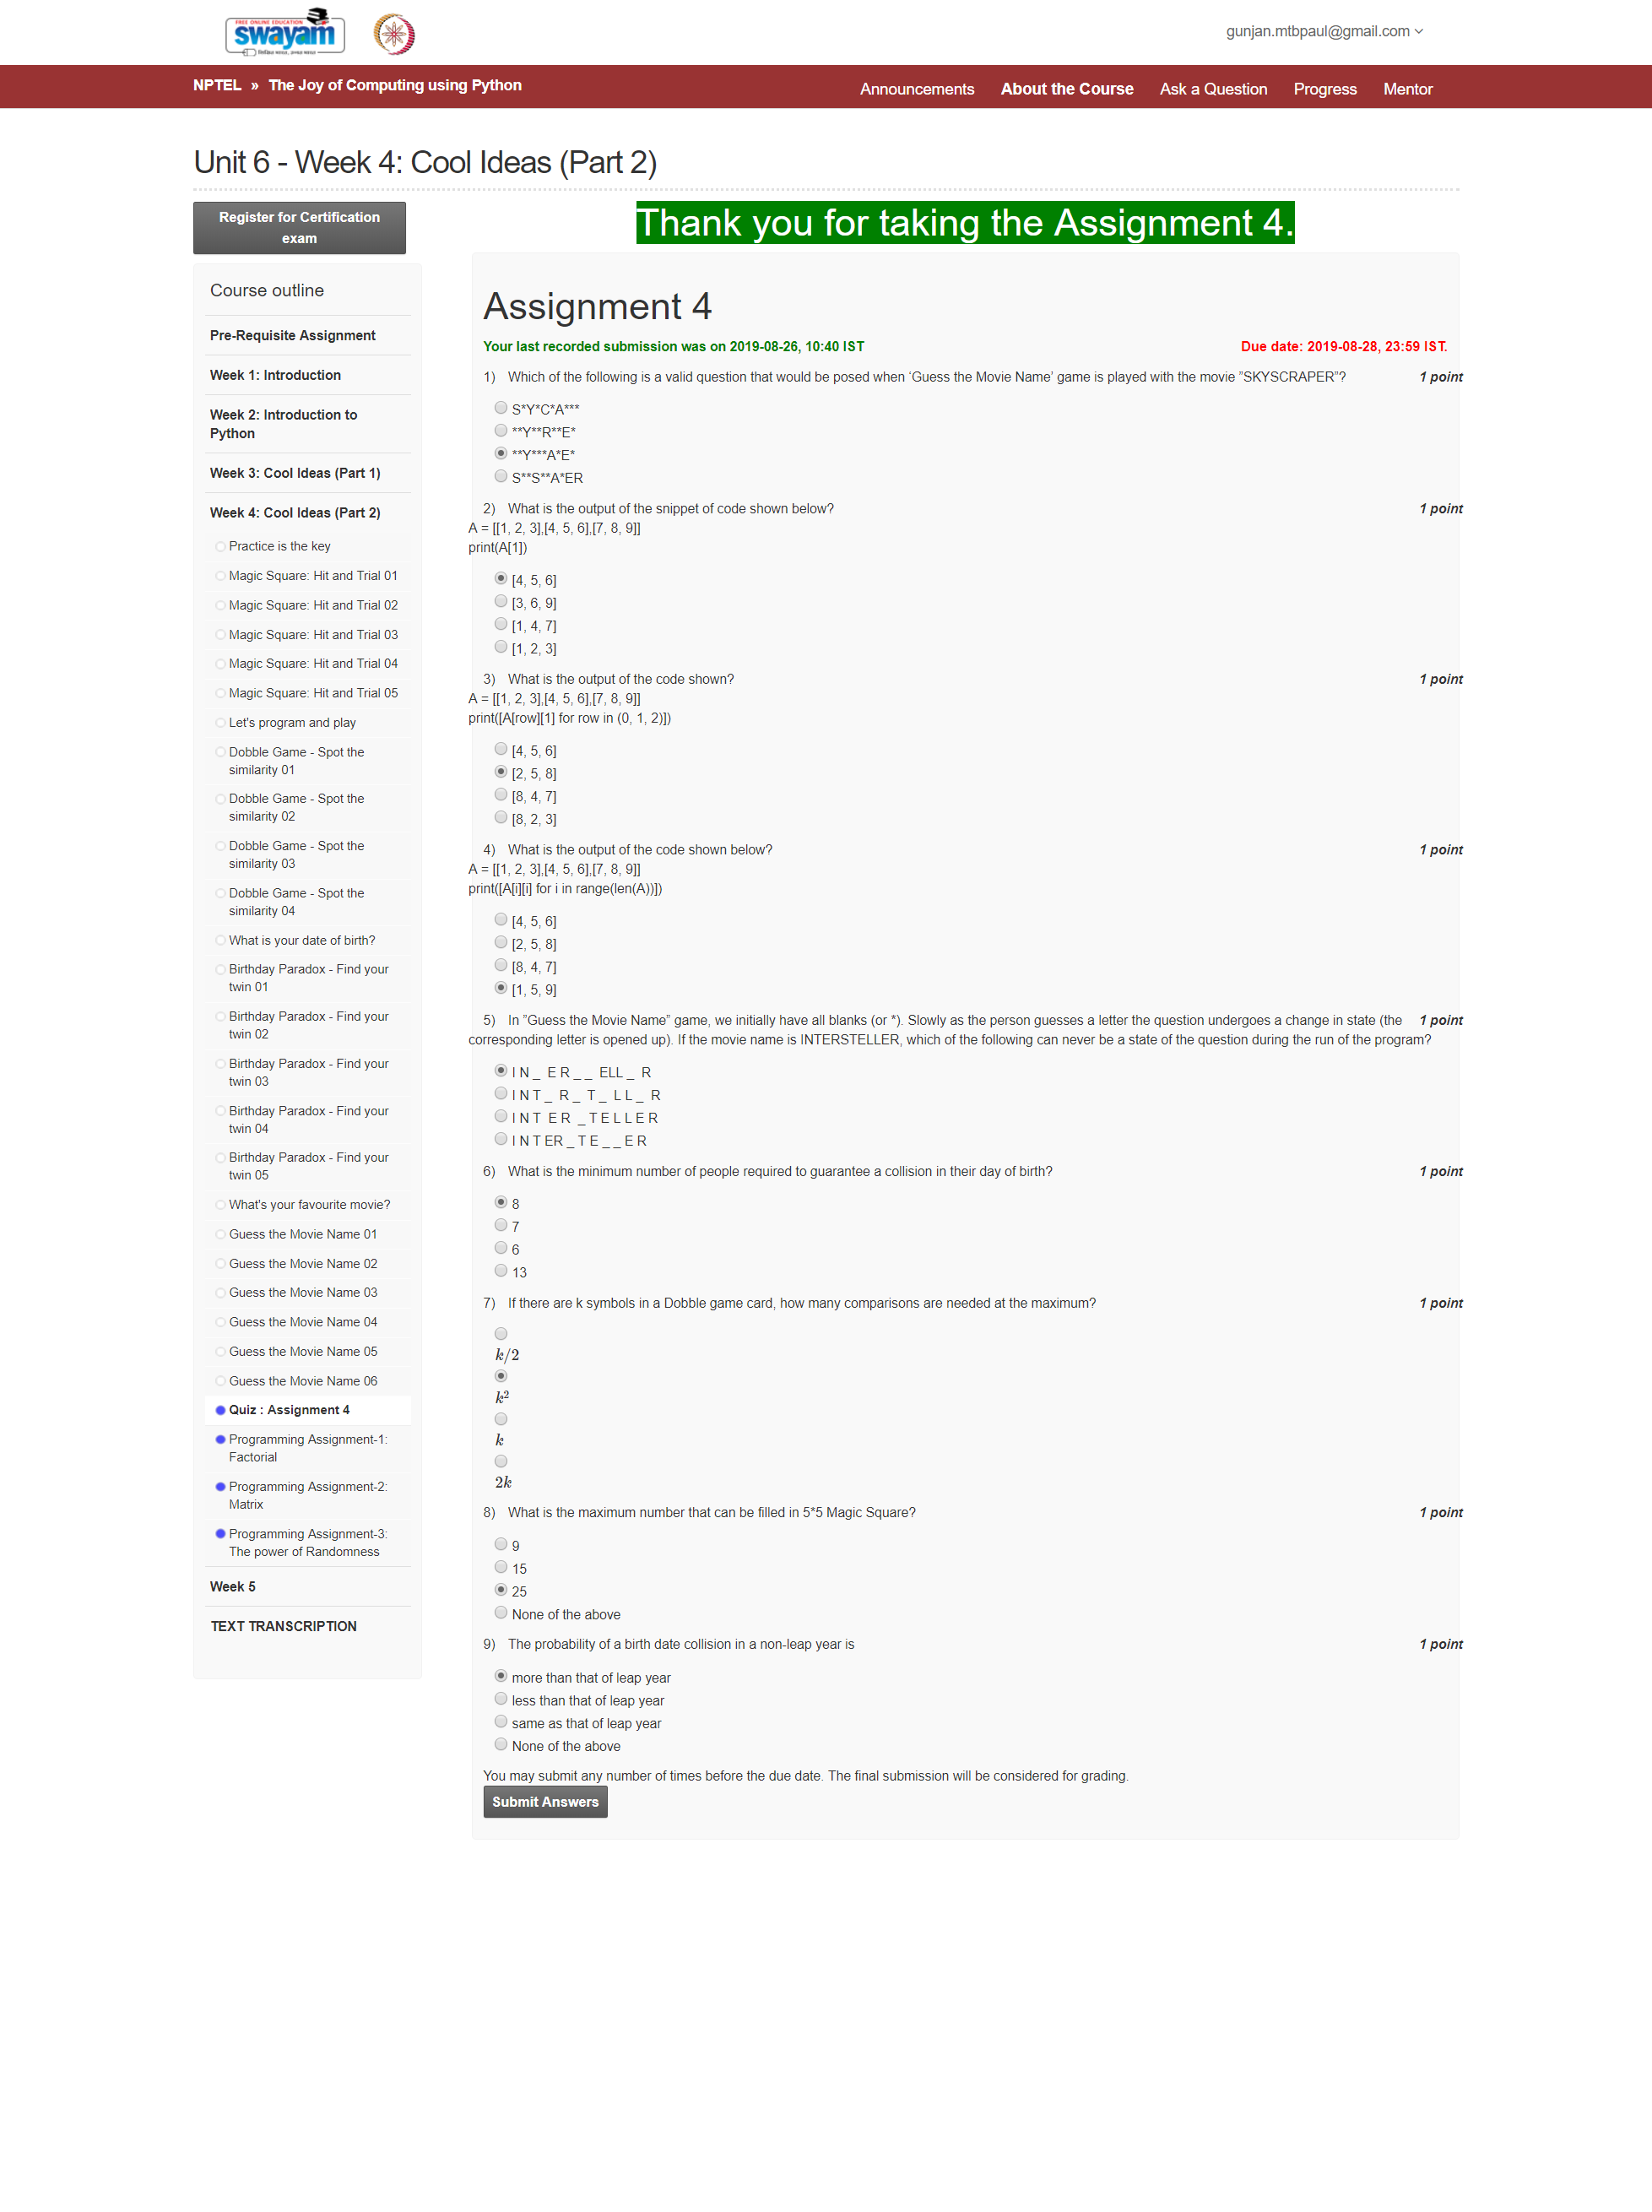 FREE ONLINE EDUCATION
swayam
gunjan.mtbpaul@gmail.com
NPTEL » The Joy of Computing using Python
Announcements About the Course Ask a Question Progress Mentor
Unit 6 - Week 4: Cool Ideas (Part 2)
Register for Certification
exam
Course outline
Pre-Requisite Assignment
Week 1: Introduction
Week 2: Introduction to
Python
Week 3: Cool Ideas (Part 1)
Week 4: Cool Ideas (Part 2)
Practice is the key
Magic Square: Hit and Trial 01
Magic Square: Hit and Trial 02
Magic Square: Hit and Trial 03
Magic Square: Hit and Trial 04
Magic Square: Hit and Trial 05
Let's program and play
Dobble Game - Spot the
similarity 01
Dobble Game - Spot the
similarity 02
Dobble Game - Spot the
similarity 03
Dobble Game - Spot the
similarity 04
What is your date of birth?
Birthday Paradox - Find your
twin 01
Birthday Paradox - Find your
twin 02
Birthday Paradox - Find your
twin 03
Birthday Paradox - Find your
twin 04
Birthday Paradox - Find your
twin 05
What's your favourite movie?
Guess the Movie Name 01
Guess the Movie Name 02
Guess the Movie Name 03
Guess the Movie Name 04
Guess the Movie Name 05
Guess the Movie Name 06
Quiz : Assignment 4
Programming Assignment-1:
Factorial
Programming Assignment-2:
Matrix
Programming Assignment-3:
The power of Randomness
Week 5
TEXT TRANSCRIPTION
Thank you for taking the Assignment 4.
Assignment 4
Your last recorded submission was on 2019-08-26, 10:40 IST Due date: 2019-08-28, 23:59 IST.
1) Which of the following is a valid question that would be posed when ‘Guess the Movie Name’ game is played with the movie ”SKYSCRAPER”? 1 point
S*Y*C*A***
**Y**R**E*
**Y***A*E*
S**S**A*ER
2) What is the output of the snippet of code shown below? 1 point
A = [[1, 2, 3],[4, 5, 6],[7, 8, 9]]
print(A[1])
[4, 5, 6]
[3, 6, 9]
[1, 4, 7]
[1, 2, 3]
3) What is the output of the code shown? 1 point
A = [[1, 2, 3],[4, 5, 6],[7, 8, 9]]
print([A[row][1] for row in (0, 1, 2)])
[4, 5, 6]
[2, 5, 8]
[8, 4, 7]
[8, 2, 3]
4) What is the output of the code shown below? 1 point
A = [[1, 2, 3],[4, 5, 6],[7, 8, 9]]
print([A[i][i] for i in range(len(A))])
[4, 5, 6]
[2, 5, 8]
[8, 4, 7]
[1, 5, 9]
5) In ”Guess the Movie Name” game, we initially have all blanks (or *). Slowly as the person guesses a letter the question undergoes a change in state (the 1 point
corresponding letter is opened up). If the movie name is INTERSTELLER, which of the following can never be a state of the question during the run of the program?
I N _ E R _ _ ELL _ R
I N T _ R _ T _ LL _ R
I N T E R _ T E L L E R
I N T ER _ T E _ _ E R
6) What is the minimum number of people required to guarantee a collision in their day of birth? 1 point
8
7
6
13
7) If there are k symbols in a Dobble game card, how many comparisons are needed at the maximum? 1 point
k/2
k²
k
2k
8) What is the maximum number that can be filled in 5*5 Magic Square? 1 point
9
15
25
None of the above
9) The probability of a birth date collision in a non-leap year is 1 point
more than that of leap year
less than that of leap year
same as that of leap year
None of the above
You may submit any number of times before the due date. The final submission will be considered for grading.
Submit Answers